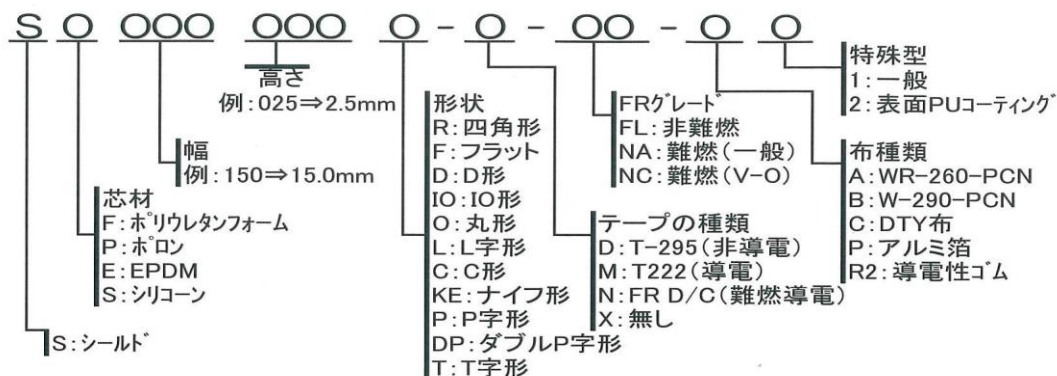 S O OOO OOO O - O - OO - O O
高さ
例:025⇒2.5mm
幅
例:150⇒15.0mm
芯材
F:ポリウレタンフォーム
P:ポロン
E:EPDM
S:シリコーン
S:シールド
形状
R:四角形
F:フラット
D:D形
IO:IO形
O:丸形
L:L字形
C:C形
KE:ナイフ形
P:P字形
DP:ダブルP字形
T:T字形
FRグレード
FL:非難燃
NA:難燃(一般)
NC:難燃(V-O)
テープの種類
D:T-295(非導電)
M:T222(導電)
N:FR D/C(難燃導電)
X:無し
特殊型
1:一般
2:表面PUコーティング
布種類
A:WR-260-PCN
B:W-290-PCN
C:DTY布
P:アルミ箔
R2:導電性ゴム